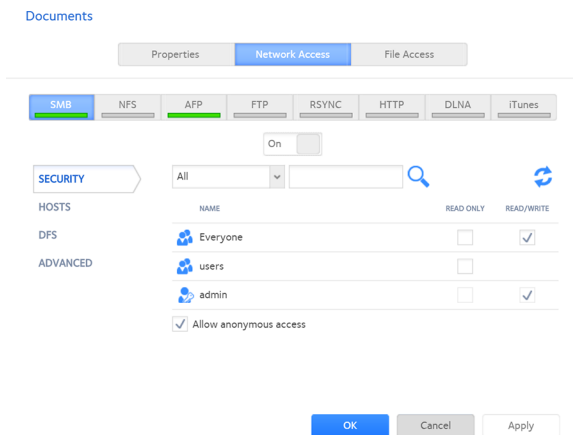 Documents
Properties Network Access File Access
SMB NFS AFP FTP RSYNC HTTP DLNA iTunes
On
SECURITY All
HOSTS NAME READ ONLY READ/WRITE
DFS Everyone
users
ADVANCED
admin
Allow anonymous access
OK Cancel Apply